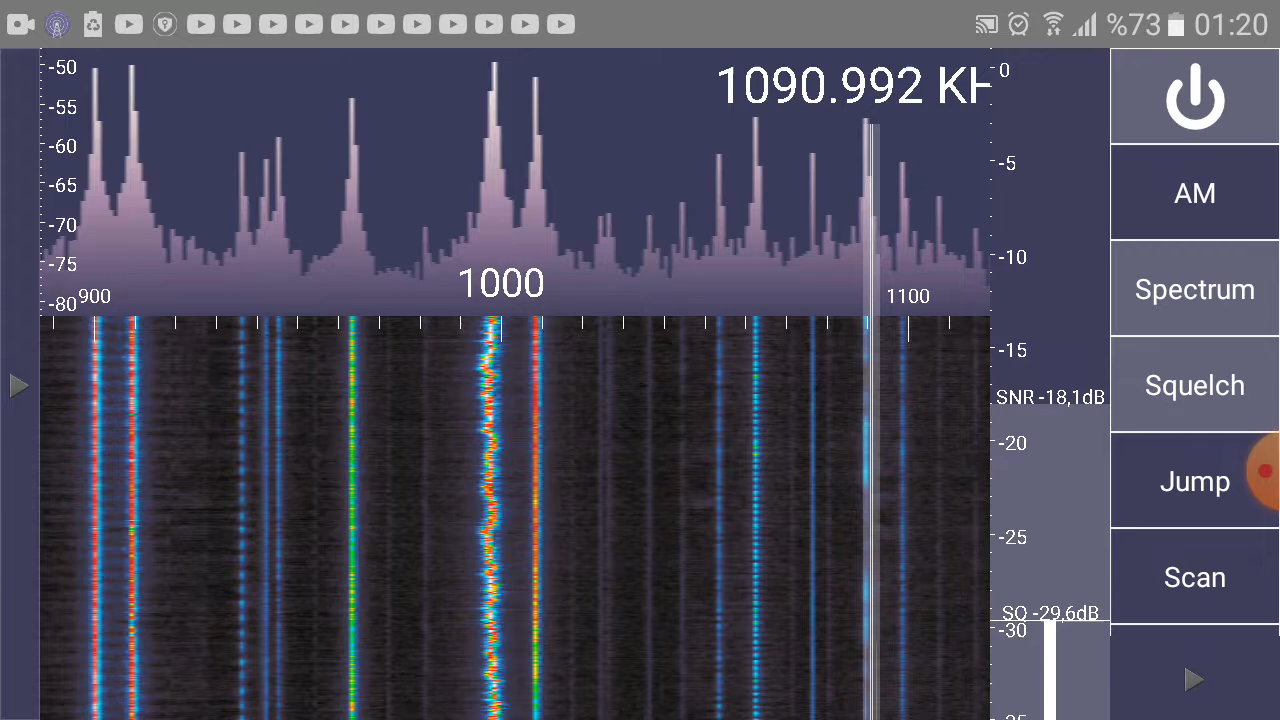 %73 01:20
1090.992 KH
-50
-55
-60
-65
-70
-75
-80
900
1000
1100
0
-5
-10
-15
SNR -18,1dB
-20
-25
SQ -29,6dB
-30
AM
Spectrum
Squelch
Jump
Scan